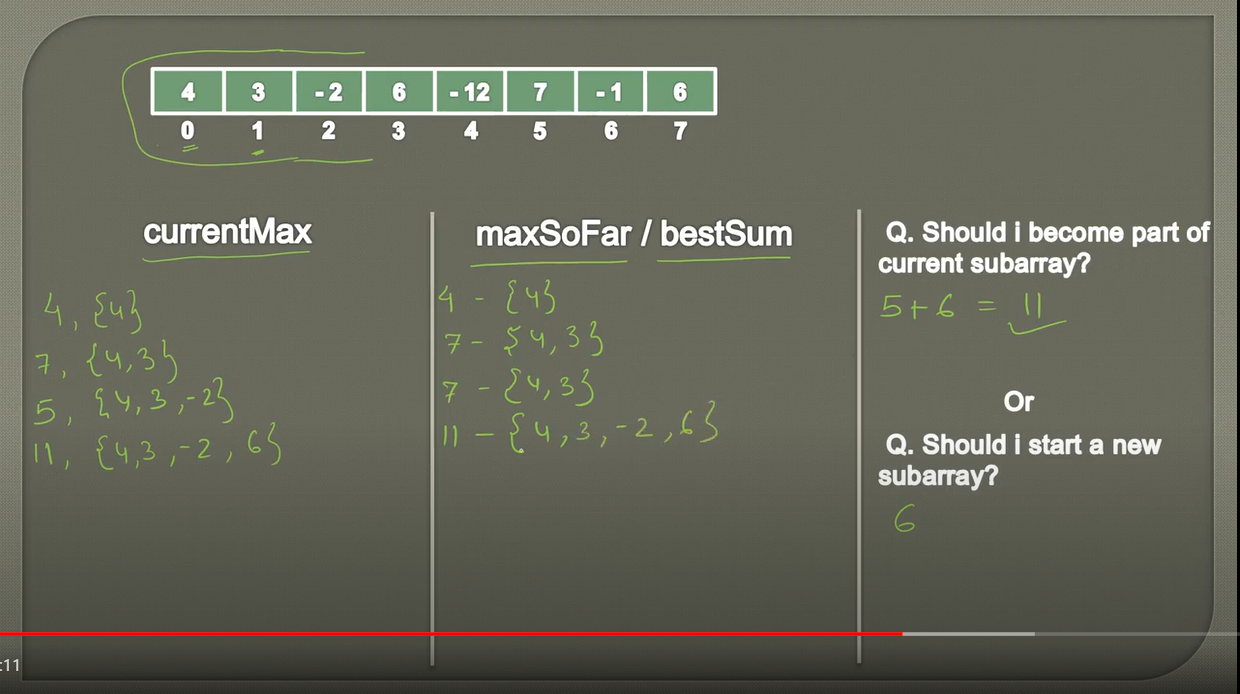 4 3 -2 6 -12 7 -1 6
0 1 2 3 4 5 6 7
currentMax
4, {4}
7, {4,3}
5, {4,3,-2}
11, {4,3,-2,6}
maxSoFar / bestSum
4 - {4}
7 - {4,3}
7 - {4,3}
11 - {4,3,-2,6}
Q. Should i become part of
current subarray?
5+6 = 11
Or
Q. Should i start a new
subarray?
6
:11